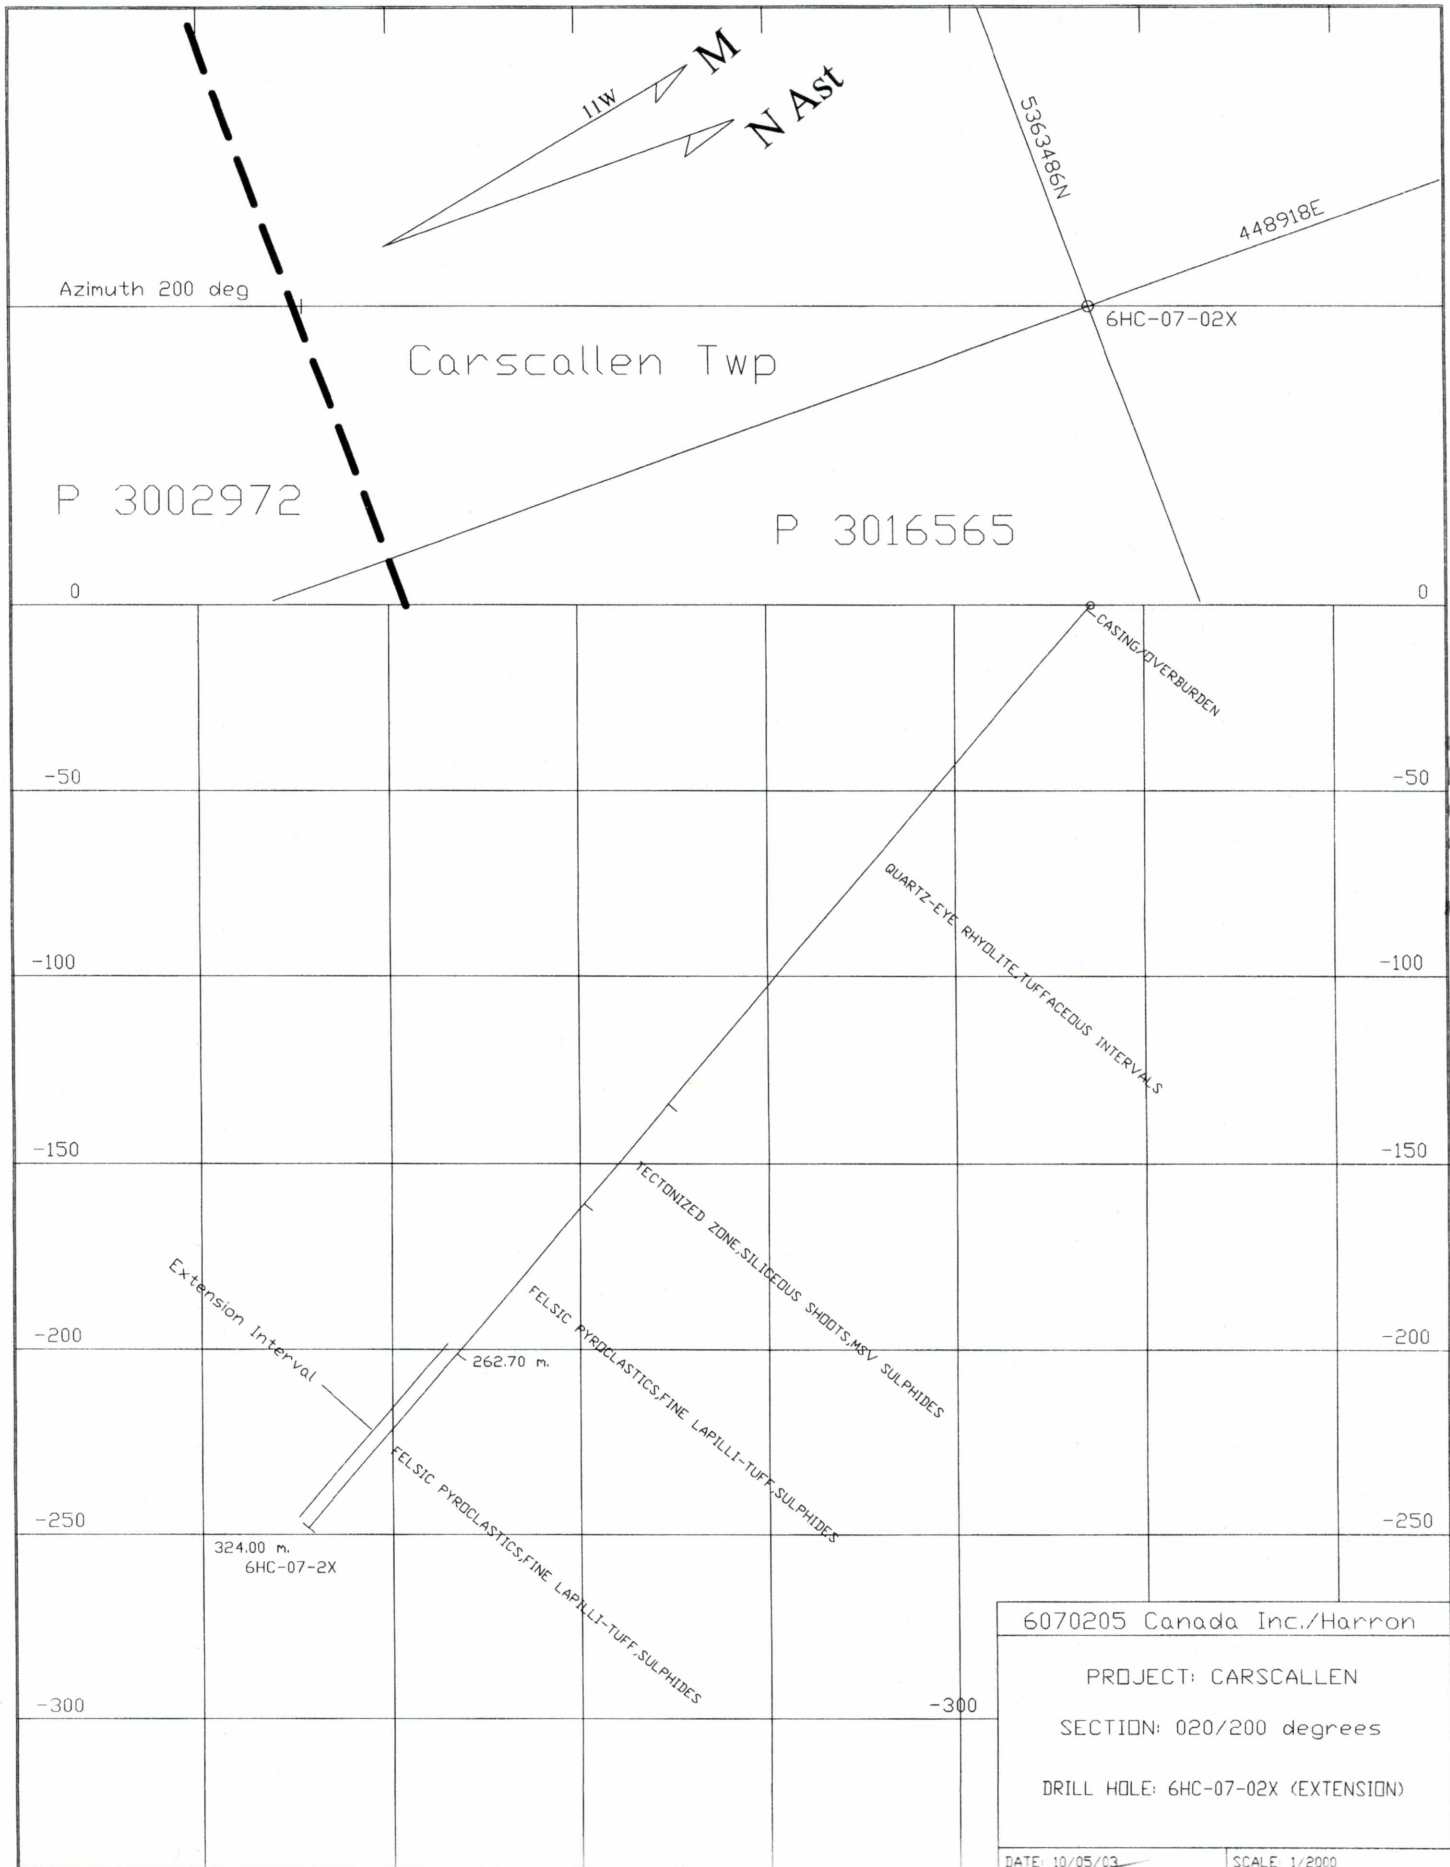 M
11W
N Ast
5363486N
448918E
Azimuth 200 deg
6HC-07-02X
Carscallen Twp
P 3002972
P 3016565
0
0
CASING/OVERBURDEN
-50
-50
QUARTZ-EYE RHYOLITE,TUFFACEOUS INTERVALS
-100
-100
-150
-150
TECTONIZED ZONE,SILICEOUS SHOOTS,MSV SULPHIDES
Extension Interval
FELSIC PYROCLASTICS,FINE LAPILLI-TUFF,SULPHIDES
-200
-200
262.70 m.
FELSIC PYROCLASTICS,FINE LAPILLI-TUFF,SULPHIDES
-250
-250
324.00 m.
6HC-07-2X
-300
-300
6070205 Canada Inc./Harron
PROJECT: CARSCALLEN
SECTION: 020/200 degrees
DRILL HOLE: 6HC-07-02X (EXTENSION)
DATE: 10/05/03
SCALE: 1/2000